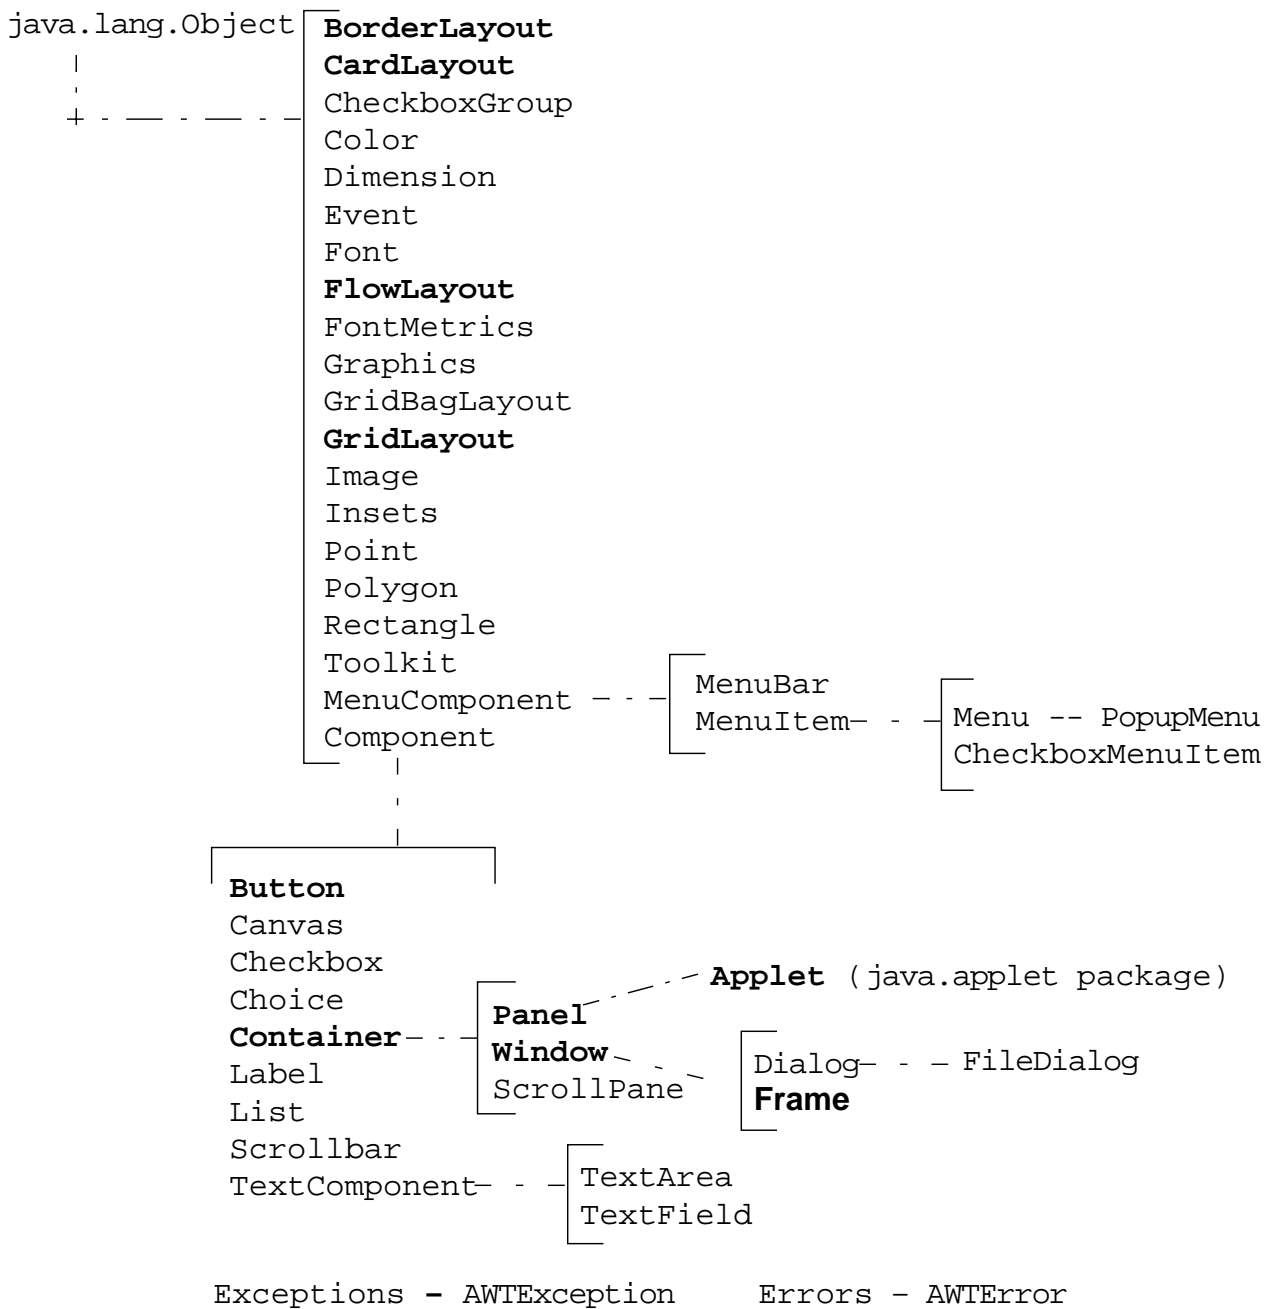 java.lang.Object
BorderLayout
CardLayout
CheckboxGroup
Color
Dimension
Event
Font
FlowLayout
FontMetrics
Graphics
GridBagLayout
GridLayout
Image
Insets
Point
Polygon
Rectangle
Toolkit
MenuComponent
Component
MenuBar
MenuItem
Menu -- PopupMenu
CheckboxMenuItem
Button
Canvas
Checkbox
Choice
Container
Label
List
Scrollbar
TextComponent
Panel
Window
ScrollPane
Applet (java.applet package)
Dialog
Frame
FileDialog
TextArea
TextField
Exceptions – AWTException
Errors – AWTError